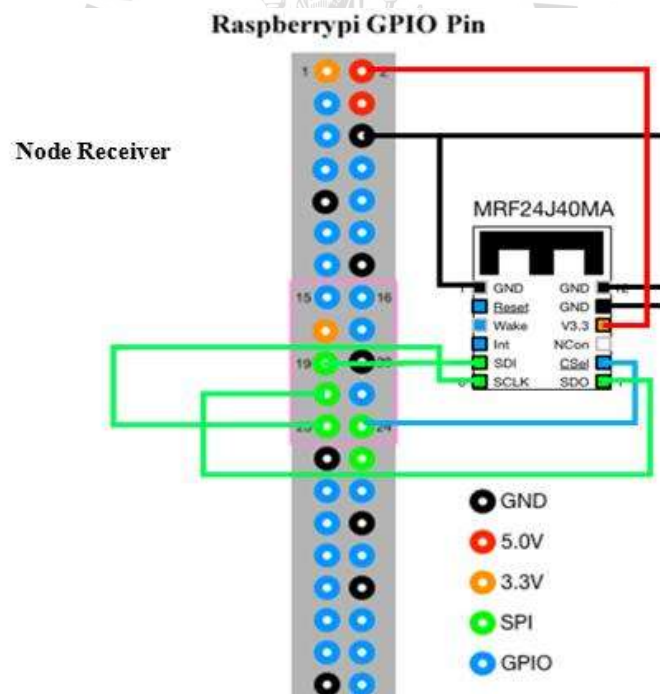 Raspberrypi GPIO Pin
1 2
Node Receiver
MRF24J40MA
GND GND 12
Reset GND
Wake V3.3
Int NCon
SDI CSel
SCLK SDO
15 16
19 20
23 24
GND
5.0V
3.3V
SPI
GPIO